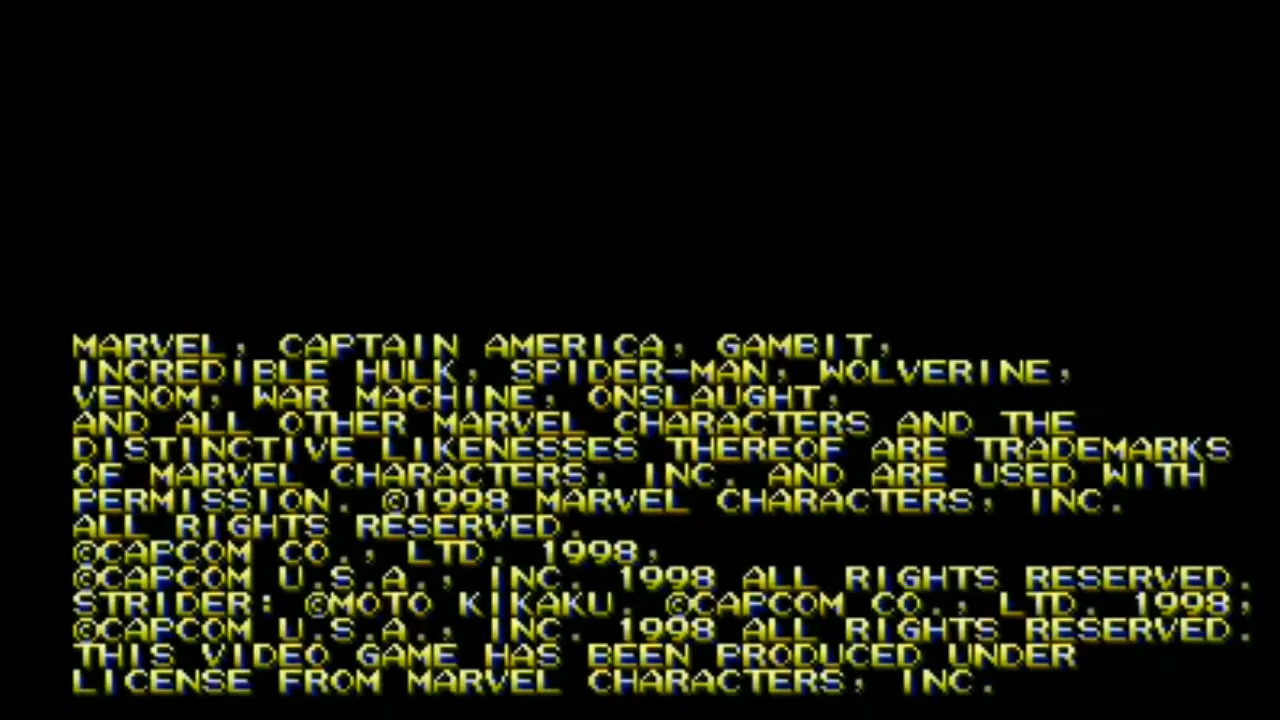 MARVEL, CAPTAIN AMERICA, GAMBIT,
INCREDIBLE HULK, SPIDER-MAN, WOLVERINE,
VENOM, WAR MACHINE, ONSLAUGHT,
AND ALL OTHER MARVEL CHARACTERS AND THE
DISTINCTIVE LIKENESSES THEREOF ARE TRADEMARKS
OF MARVEL CHARACTERS, INC. AND ARE USED WITH
PERMISSION. ©1998 MARVEL CHARACTERS, INC.
ALL RIGHTS RESERVED.
©CAPCOM CO., LTD. 1998,
©CAPCOM U.S.A., INC. 1998 ALL RIGHTS RESERVED.
STRIDER: ©MOTO KIKAKU. ©CAPCOM CO., LTD. 1998,
©CAPCOM U.S.A., INC. 1998 ALL RIGHTS RESERVED.
THIS VIDEO GAME HAS BEEN PRODUCED UNDER
LICENSE FROM MARVEL CHARACTERS, INC.